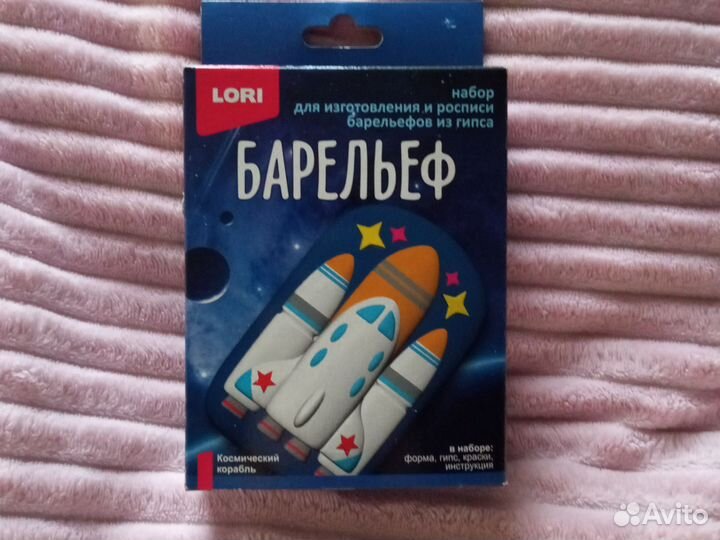 LORI
набор
для изготовления и росписи
барельефов из гипса
БАРЕЛЬЕФ
Космический
корабль
в наборе:
форма, гипс, краски,
инструкция
Avito